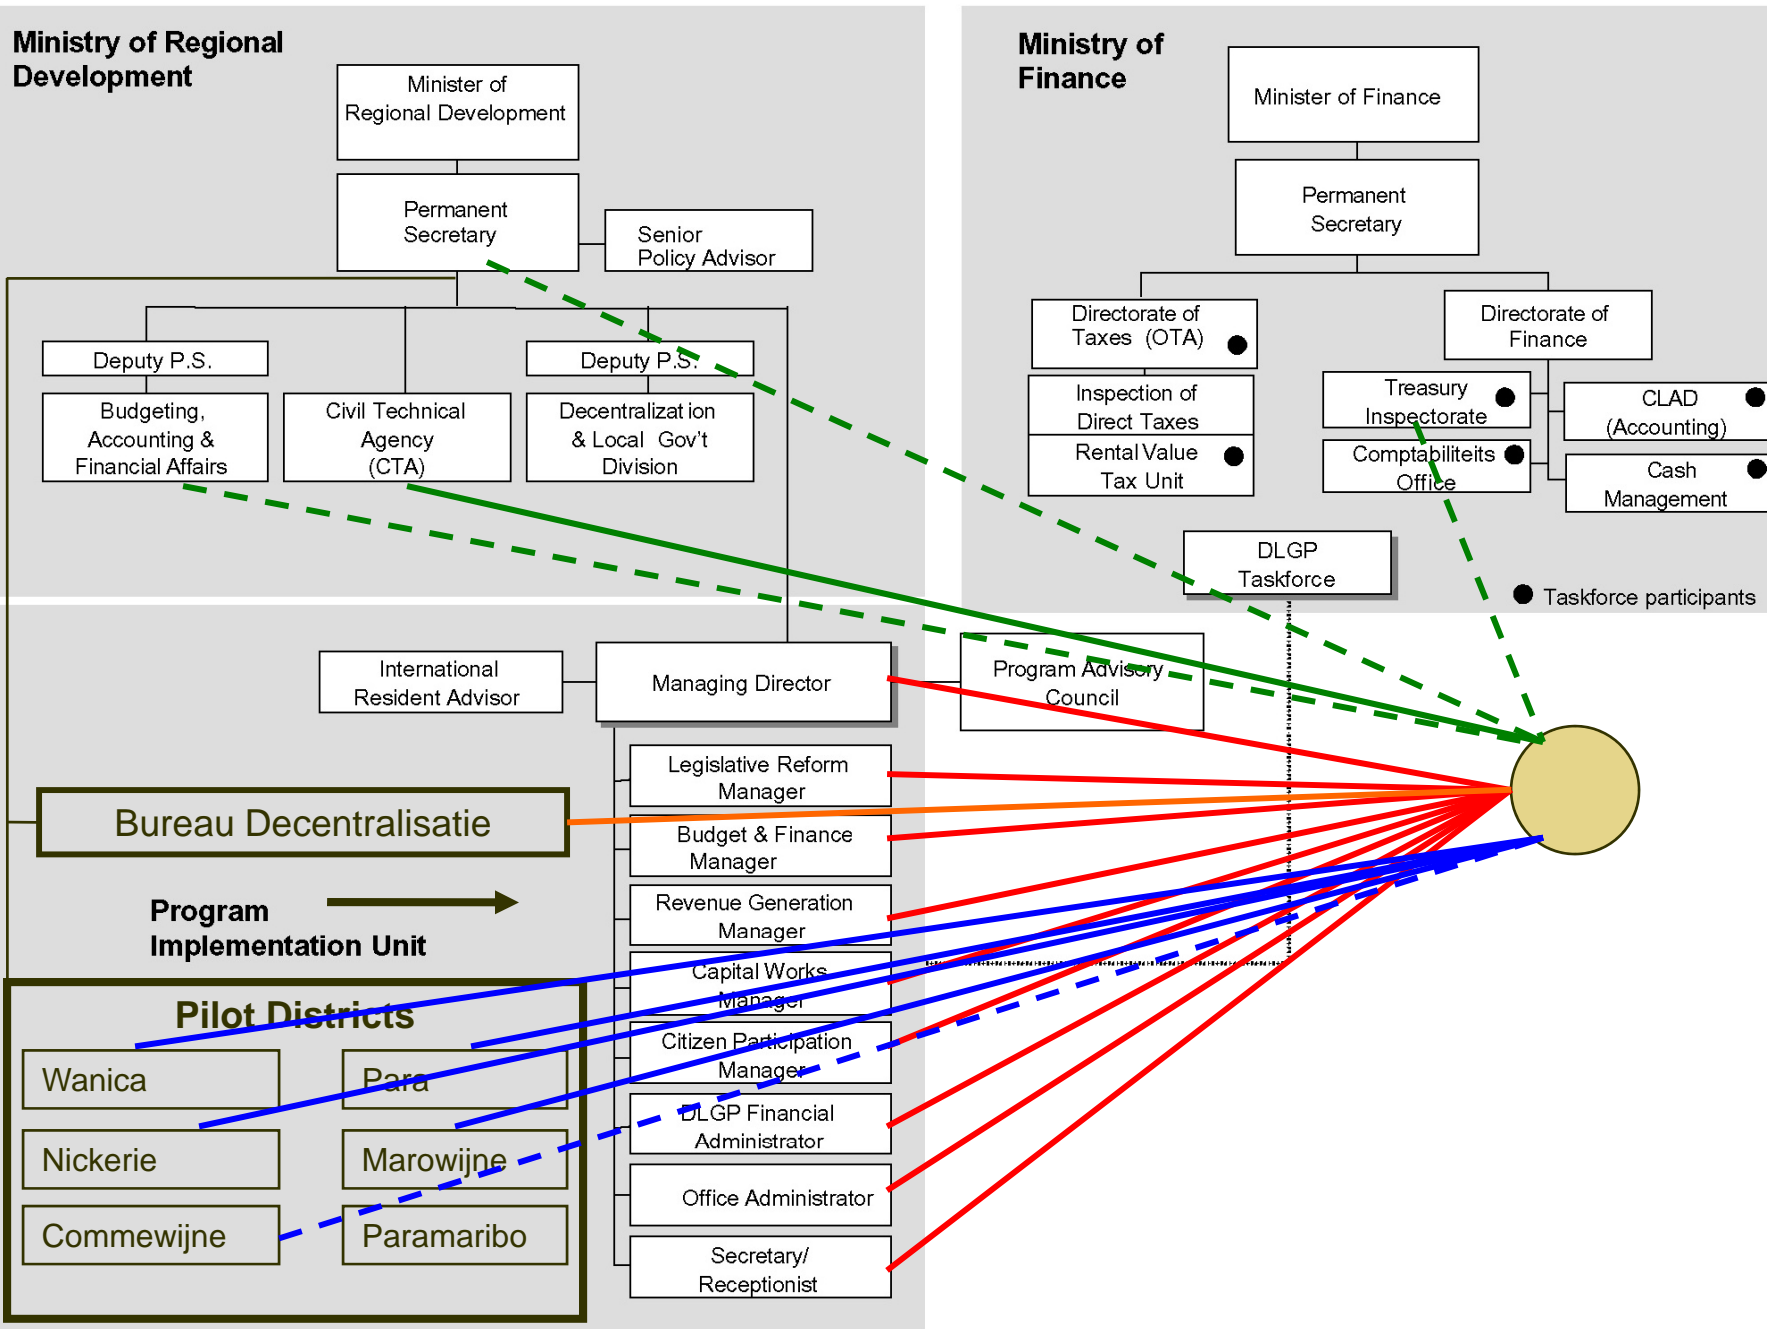 Ministry of Regional
Development
Minister of
Regional Development
Permanent
Secretary
Senior
Policy Advisor
Deputy P.S.
Deputy P.S.
Budgeting,
Accounting &
Financial Affairs
Civil Technical
Agency
(CTA)
Decentralization
& Local Gov't
Division
Ministry of
Finance
Minister of Finance
Permanent
Secretary
Directorate of
Taxes (OTA)
Inspection of
Direct Taxes
Rental Value
Tax Unit
Directorate of
Finance
Treasury
Inspectorate
CLAD
(Accounting)
Comptabiliteits
Office
Cash
Management
DLGP
Taskforce
Taskforce participants
International
Resident Advisor
Managing Director
Program Advisory
Council
Legislative Reform
Manager
Bureau Decentralisatie
Budget & Finance
Manager
Program
Implementation Unit
Revenue Generation
Manager
Capital Works
Manager
Citizen Participation
Manager
DLGP Financial
Administrator
Office Administrator
Secretary/
Receptionist
Pilot Districts
Wanica
Para
Nickerie
Marowijne
Commewijne
Paramaribo